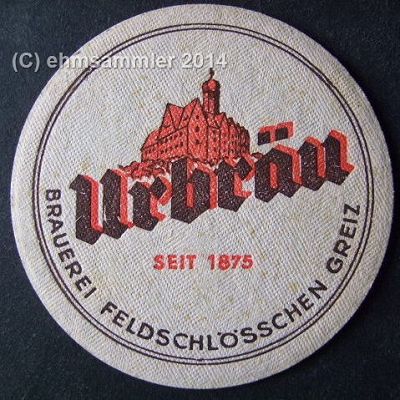 (C) ehmsammler 2014
Urbräu
SEIT 1875
BRAUEREI FELDSCHLÖSSCHEN GREIZ